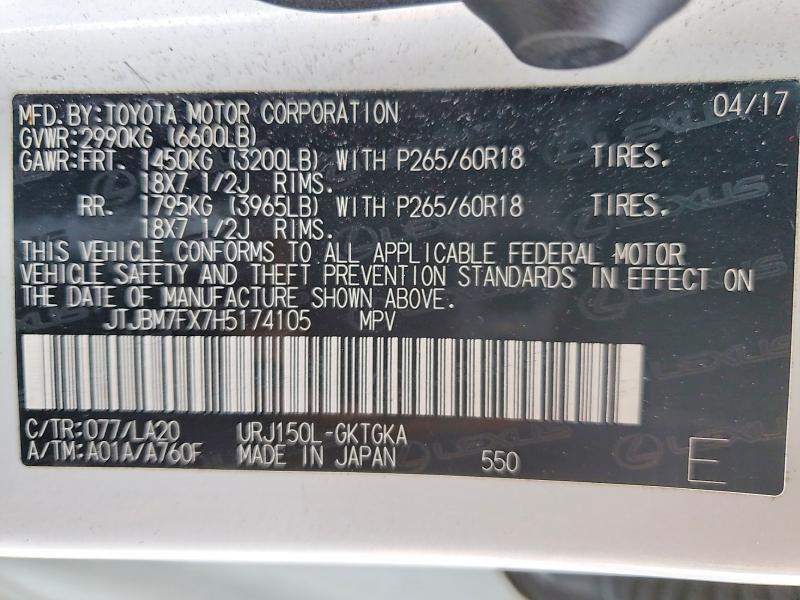 MFD.BY:TOYOTA MOTOR CORPORATION 04/17
GVWR:2990KG (6600LB)
GAWR:FRT. 1450KG (3200LB) WITH P265/60R18 TIRES.
18X7 1/2J RIMS.
RR. 1795KG (3965LB) WITH P265/60R18 TIRES.
18X7 1/2J RIMS.
THIS VEHICLE CONFORMS TO ALL APPLICABLE FEDERAL MOTOR
VEHICLE SAFETY AND THEFT PREVENTION STANDARDS IN EFFECT ON
THE DATE OF MANUFACTURE SHOWN ABOVE.
JTJBM7FX7H5174105 MPV
C/TR:077/LA20 URJ150L-GKTGKA
A/TM:A01A/A760F MADE IN JAPAN 550 E
LEXUS